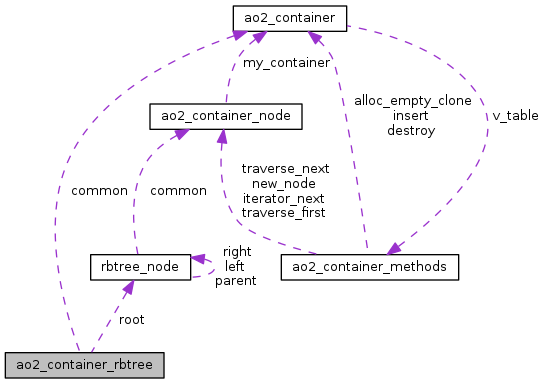 ao2_container
my_container
alloc_empty_clone
insert
destroy
v_table
ao2_container_node
common
common
traverse_next
new_node
iterator_next
traverse_first
right
left
parent
rbtree_node
ao2_container_methods
root
ao2_container_rbtree